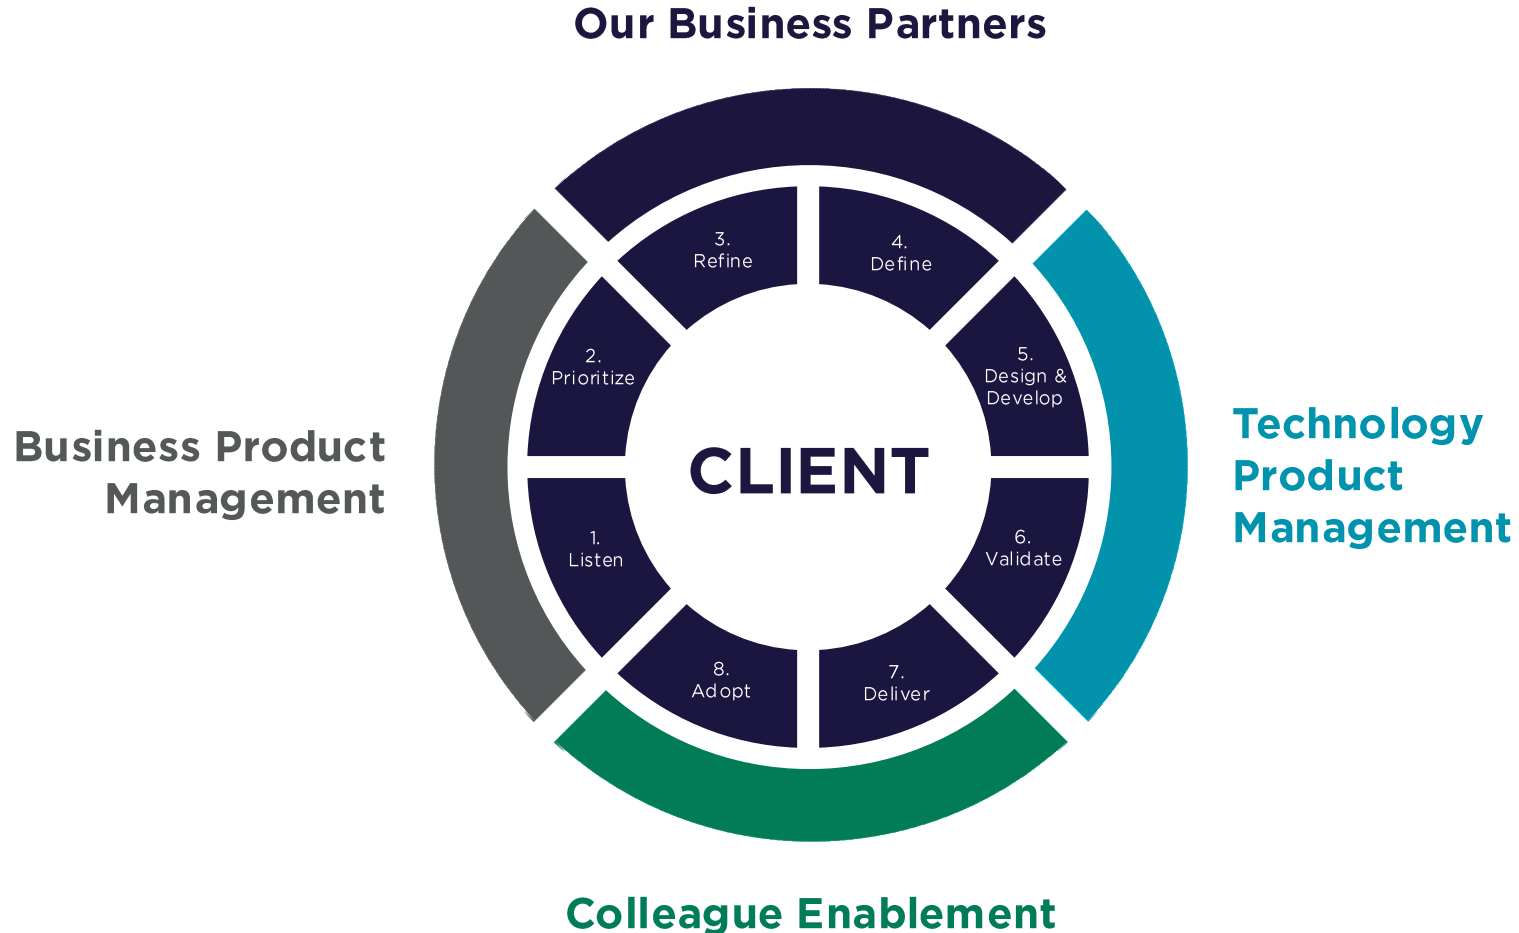 Our Business Partners
3.
Refine
4.
Define
2.
Prioritize
5.
Design &
Develop
Business Product
Management
CLIENT
Technology
Product
Management
1.
Listen
6.
Validate
8.
Adopt
7.
Deliver
Colleague Enablement